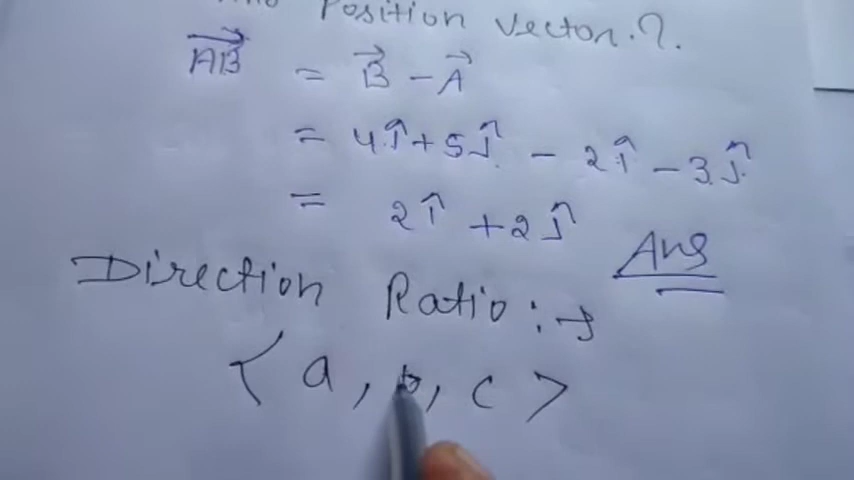 Position Vector.?
AB→ = B→ - A→
= 4î + 5ĵ - 2î - 3ĵ
= 2î + 2ĵ
Ans
Direction Ratio :→
< a, b, c >